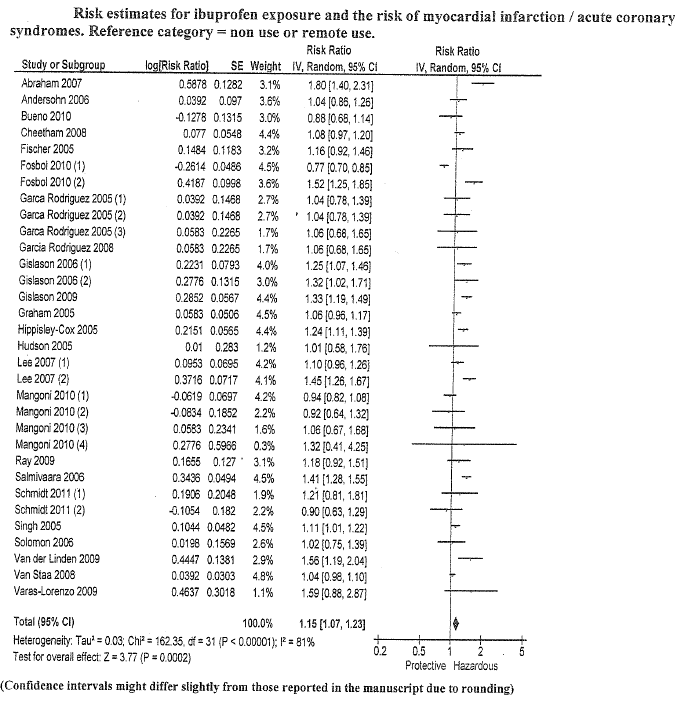 Risk estimates for ibuprofen exposure and the risk of myocardial infarction / acute coronary
syndromes. Reference category = non use or remote use.
Risk Ratio Risk Ratio
Study or Subgroup log[Risk Ratio] SE Weight IV, Random, 95% CI IV, Random, 95% CI
Abraham 2007 0.5878 0.1282 3.1% 1.80 [1.40, 2.31]
Andersohn 2006 0.0392 0.097 3.6% 1.04 [0.86, 1.26]
Bueno 2010 -0.1278 0.1315 3.0% 0.88 [0.68, 1.14]
Cheetham 2008 0.077 0.0548 4.4% 1.08 [0.97, 1.20]
Fischer 2005 0.1484 0.1183 3.2% 1.16 [0.92, 1.46]
Fosbol 2010 (1) -0.2614 0.0486 4.5% 0.77 [0.70, 0.85]
Fosbol 2010 (2) 0.4187 0.0998 3.6% 1.52 [1.25, 1.85]
Garca Rodriguez 2005 (1) 0.0392 0.1468 2.7% 1.04 [0.78, 1.39]
Garca Rodriguez 2005 (2) 0.0392 0.1468 2.7% 1.04 [0.78, 1.39]
Garca Rodriguez 2005 (3) 0.0583 0.2265 1.7% 1.06 [0.68, 1.65]
Garcia Rodriguez 2008 0.0583 0.2265 1.7% 1.06 [0.68, 1.65]
Gislason 2006 (1) 0.2231 0.0793 4.0% 1.25 [1.07, 1.46]
Gislason 2006 (2) 0.2776 0.1315 3.0% 1.32 [1.02, 1.71]
Gislason 2009 0.2852 0.0567 4.4% 1.33 [1.19, 1.49]
Graham 2005 0.0583 0.0506 4.5% 1.06 [0.96, 1.17]
Hippisley-Cox 2005 0.2151 0.0565 4.4% 1.24 [1.11, 1.39]
Hudson 2005 0.01 0.283 1.2% 1.01 [0.58, 1.76]
Lee 2007 (1) 0.0953 0.0695 4.2% 1.10 [0.96, 1.26]
Lee 2007 (2) 0.3716 0.0717 4.1% 1.45 [1.26, 1.67]
Mangoni 2010 (1) -0.0619 0.0697 4.2% 0.94 [0.82, 1.08]
Mangoni 2010 (2) -0.0834 0.1852 2.2% 0.92 [0.64, 1.32]
Mangoni 2010 (3) 0.0583 0.2341 1.6% 1.06 [0.67, 1.68]
Mangoni 2010 (4) 0.2776 0.5966 0.3% 1.32 [0.41, 4.25]
Ray 2009 0.1655 0.127 3.1% 1.18 [0.92, 1.51]
Salmivaara 2006 0.3436 0.0494 4.5% 1.41 [1.28, 1.55]
Schmidt 2011 (1) 0.1906 0.2048 1.9% 1.21 [0.81, 1.81]
Schmidt 2011 (2) -0.1054 0.182 2.2% 0.90 [0.63, 1.29]
Singh 2005 0.1044 0.0482 4.5% 1.11 [1.01, 1.22]
Solomon 2006 0.0198 0.1569 2.6% 1.02 [0.75, 1.39]
Van der Linden 2009 0.4447 0.1381 2.9% 1.56 [1.19, 2.04]
Van Staa 2008 0.0392 0.0303 4.8% 1.04 [0.98, 1.10]
Varas-Lorenzo 2009 0.4637 0.3018 1.1% 1.59 [0.88, 2.87]
Total (95% CI) 100.0% 1.15 [1.07, 1.23]
Heterogeneity: Tau² = 0.03; Chi² = 162.35, df = 31 (P < 0.00001); I² = 81%
Test for overall effect: Z = 3.77 (P = 0.0002)
0.2 0.5 1 2 5
Protective Hazardous
(Confidence intervals might differ slightly from those reported in the manuscript due to rounding)